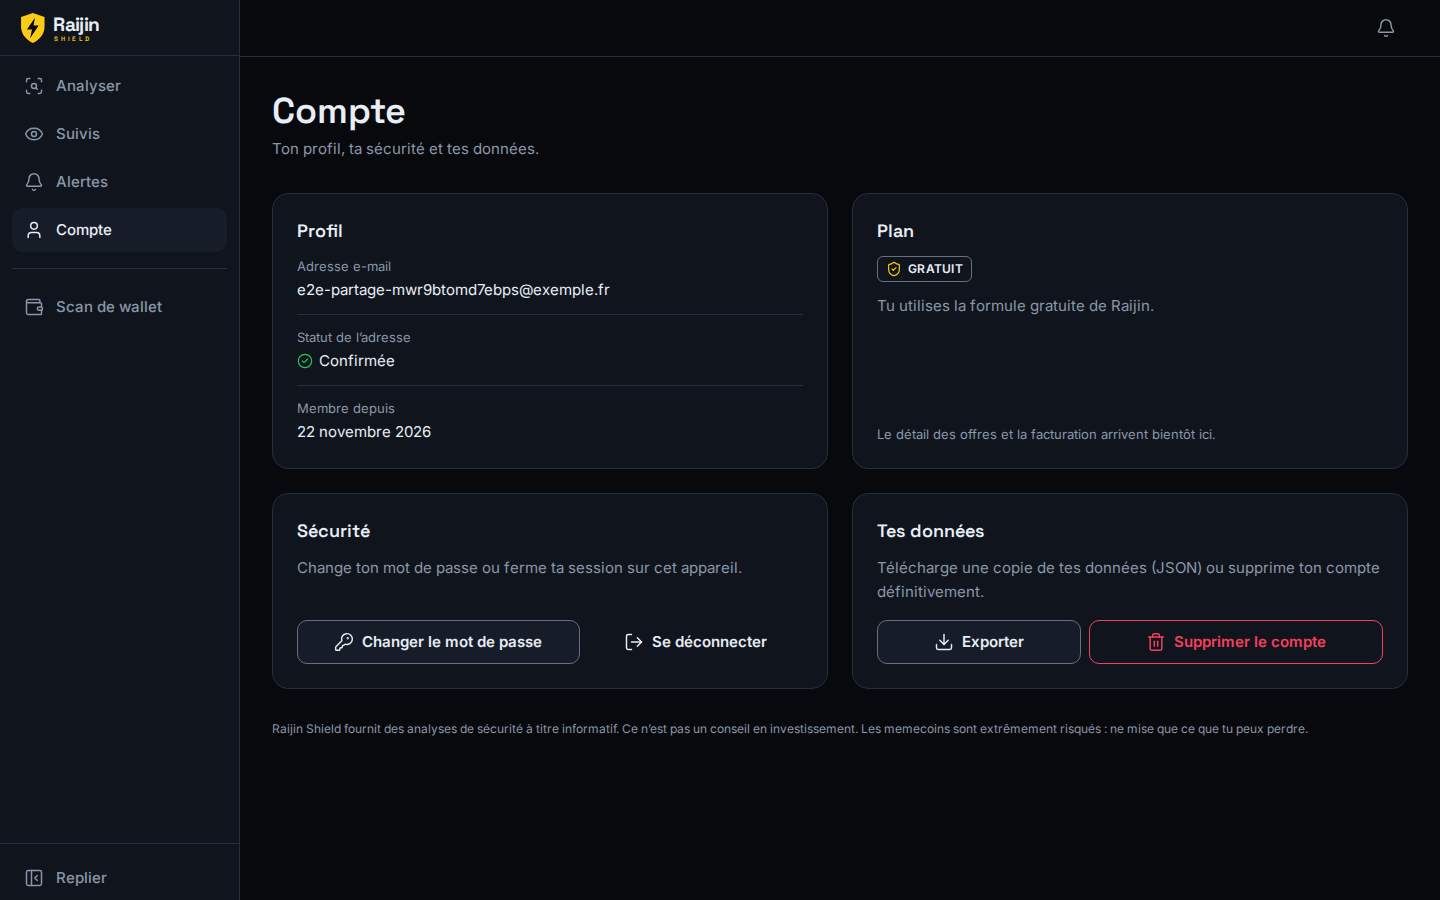 Raijin
SHIELD
Analyser
Suivis
Alertes
Compte
Scan de wallet
Replier
Compte
Ton profil, ta sécurité et tes données.
Profil
Adresse e-mail
e2e-partage-mwr9btomd7ebps@exemple.fr
Statut de l’adresse
Confirmée
Membre depuis
22 novembre 2026
Plan
GRATUIT
Tu utilises la formule gratuite de Raijin.
Le détail des offres et la facturation arrivent bientôt ici.
Sécurité
Change ton mot de passe ou ferme ta session sur cet appareil.
Changer le mot de passe
Se déconnecter
Tes données
Télécharge une copie de tes données (JSON) ou supprime ton compte
définitivement.
Exporter
Supprimer le compte
Raijin Shield fournit des analyses de sécurité à titre informatif. Ce n’est pas un conseil en investissement. Les memecoins sont extrêmement risqués : ne mise que ce que tu peux perdre.